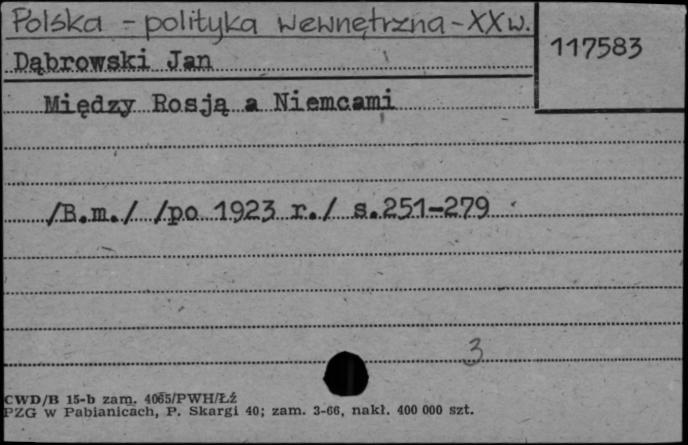 Polska - polityka wewnętrzna - XX w.
117583
Dąbrowski Jan
Między Rosją a Niemcami
/B.m./ /po 1923 r./ s.251-279
3
CWD/B 15-b zam. 4065/PWH/Łź
PZG w Pabianicach, P. Skargi 40; zam. 3-66, nakł. 400 000 szt.